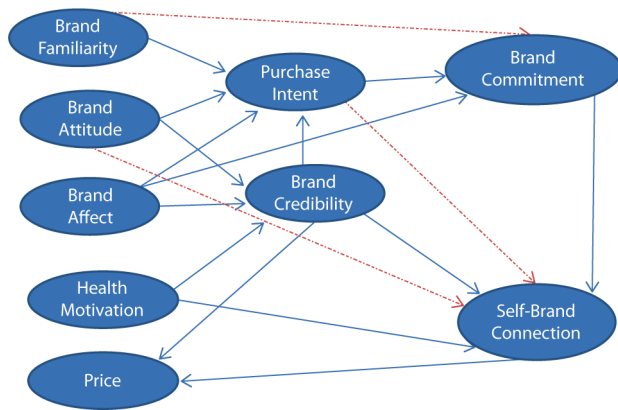 Brand
Familiarity
Purchase
Intent
Brand
Commitment
Brand
Attitude
Brand
Affect
Brand
Credibility
Health
Motivation
Self-Brand
Connection
Price